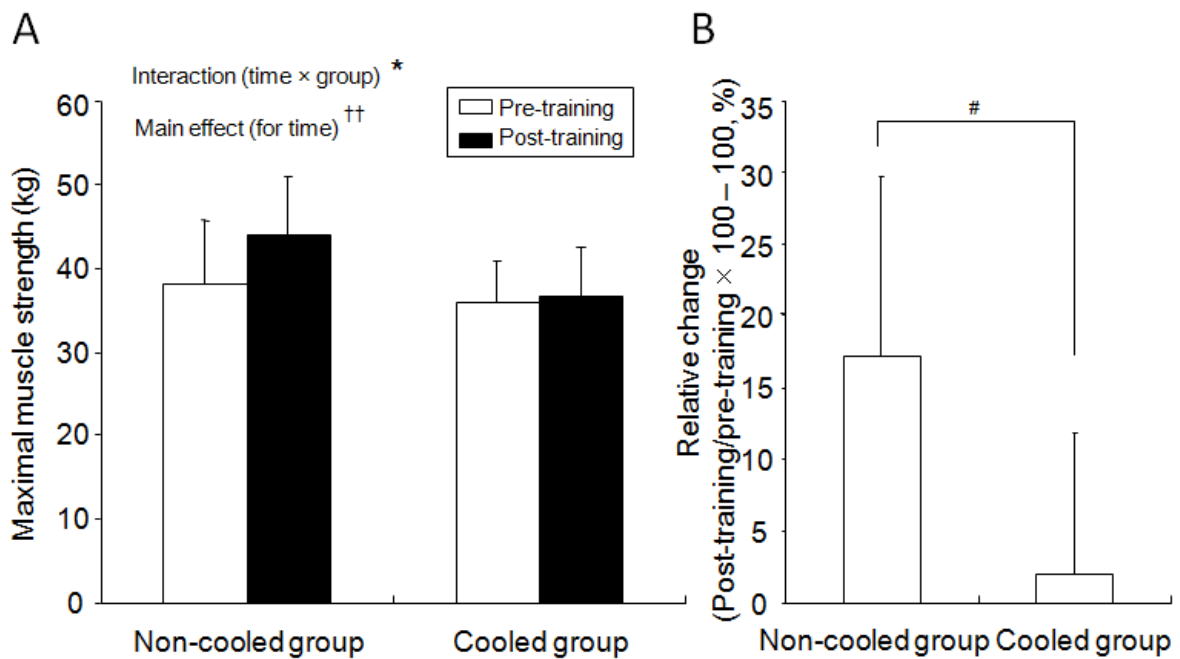 A
Interaction (time × group) *
Main effect (for time) ††
Pre-training
Post-training
Maximal muscle strength (kg)
60
50
40
30
20
10
0
Non-cooled group
Cooled group
B
#
Relative change
(Post-training/pre-training × 100 – 100, %)
35
30
25
20
15
10
5
0
Non-cooled group
Cooled group